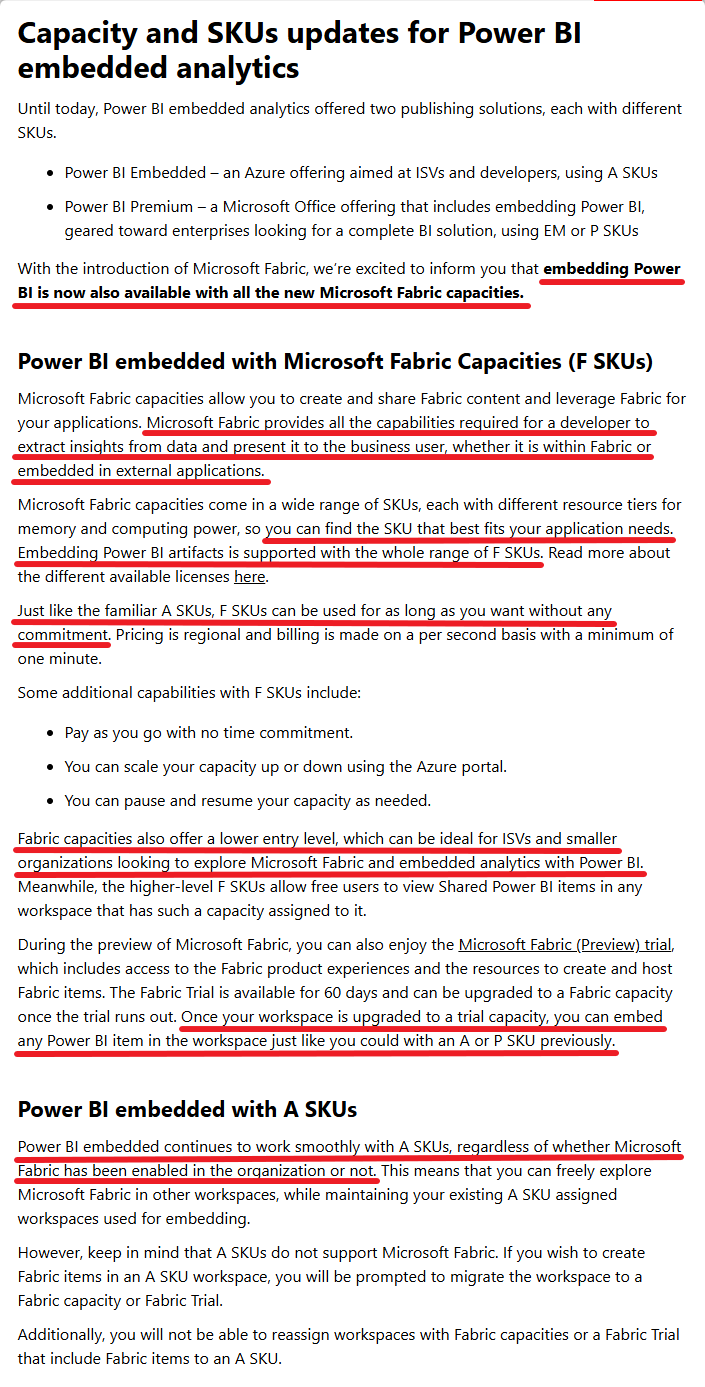 Capacity and SKUs updates for Power BI
embedded analytics
Until today, Power BI embedded analytics offered two publishing solutions, each with different
SKUs.
• Power BI Embedded – an Azure offering aimed at ISVs and developers, using A SKUs
• Power BI Premium – a Microsoft Office offering that includes embedding Power BI,
geared toward enterprises looking for a complete BI solution, using EM or P SKUs
With the introduction of Microsoft Fabric, we're excited to inform you that embedding Power
BI is now also available with all the new Microsoft Fabric capacities.
Power BI embedded with Microsoft Fabric Capacities (F SKUs)
Microsoft Fabric capacities allow you to create and share Fabric content and leverage Fabric for
your applications. Microsoft Fabric provides all the capabilities required for a developer to
extract insights from data and present it to the business user, whether it is within Fabric or
embedded in external applications.
Microsoft Fabric capacities come in a wide range of SKUs, each with different resource tiers for
memory and computing power, so you can find the SKU that best fits your application needs.
Embedding Power BI artifacts is supported with the whole range of F SKUs. Read more about
the different available licenses here.
Just like the familiar A SKUs, F SKUs can be used for as long as you want without any
commitment. Pricing is regional and billing is made on a per second basis with a minimum of
one minute.
Some additional capabilities with F SKUs include:
• Pay as you go with no time commitment.
• You can scale your capacity up or down using the Azure portal.
• You can pause and resume your capacity as needed.
Fabric capacities also offer a lower entry level, which can be ideal for ISVs and smaller
organizations looking to explore Microsoft Fabric and embedded analytics with Power BI.
Meanwhile, the higher-level F SKUs allow free users to view Shared Power BI items in any
workspace that has such a capacity assigned to it.
During the preview of Microsoft Fabric, you can also enjoy the Microsoft Fabric (Preview) trial,
which includes access to the Fabric product experiences and the resources to create and host
Fabric items. The Fabric Trial is available for 60 days and can be upgraded to a Fabric capacity
once the trial runs out. Once your workspace is upgraded to a trial capacity, you can embed
any Power BI item in the workspace just like you could with an A or P SKU previously.
Power BI embedded with A SKUs
Power BI embedded continues to work smoothly with A SKUs, regardless of whether Microsoft
Fabric has been enabled in the organization or not. This means that you can freely explore
Microsoft Fabric in other workspaces, while maintaining your existing A SKU assigned
workspaces used for embedding.
However, keep in mind that A SKUs do not support Microsoft Fabric. If you wish to create
Fabric items in an A SKU workspace, you will be prompted to migrate the workspace to a
Fabric capacity or Fabric Trial.
Additionally, you will not be able to reassign workspaces with Fabric capacities or a Fabric Trial
that include Fabric items to an A SKU.